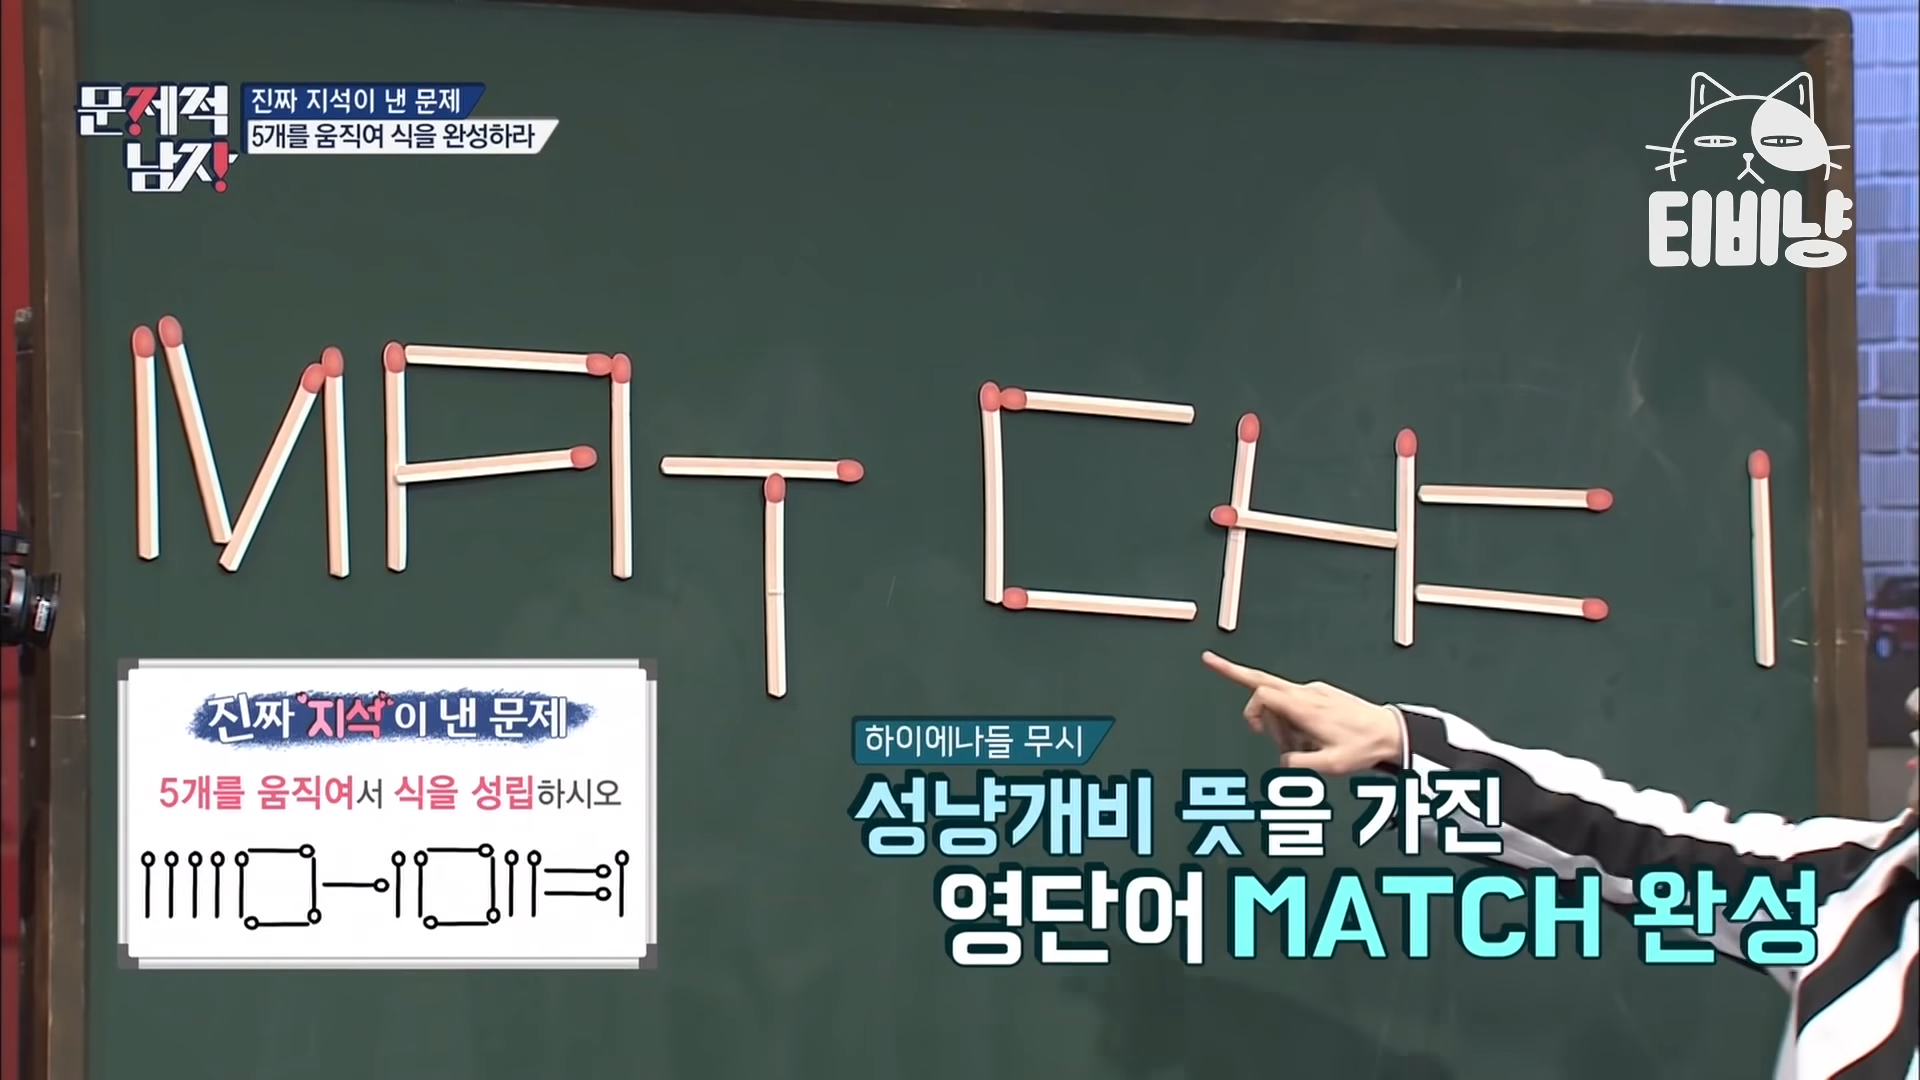 문제적
남자
진짜 지석이 낸 문제
5개를 움직여 식을 완성하라
티비냥
MAT CHE I
진짜 지석이 낸 문제
5개를 움직여서 식을 성립하시오
하이에나들 무시
성냥개비 뜻을 가진
영단어 MATCH 완성